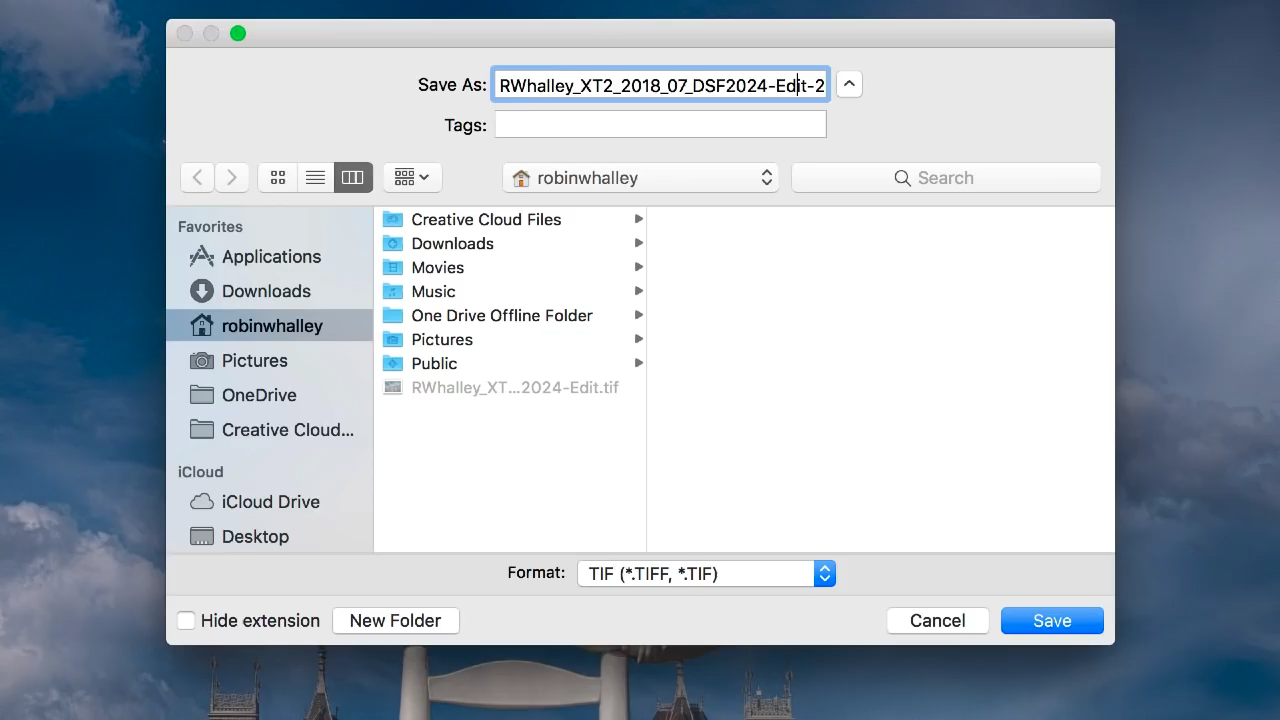 Save As: RWhalley_XT2_2018_07_DSF2024-Edit-2
Tags:
robinwhalley
Search
Favorites
Applications
Downloads
robinwhalley
Pictures
OneDrive
Creative Cloud...
iCloud
iCloud Drive
Desktop
Creative Cloud Files
Downloads
Movies
Music
One Drive Offline Folder
Pictures
Public
RWhalley_XT...2024-Edit.tif
Format: TIF (*.TIFF, *.TIF)
Hide extension
New Folder
Cancel
Save